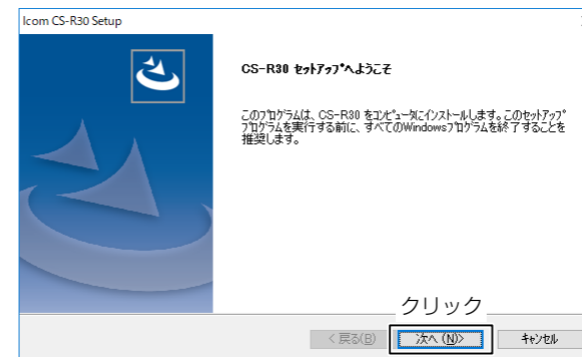 Icom CS-R30 Setup
CS-R30 ｾｯﾄｱｯﾌﾟへようこそ
このﾌﾟﾛｸﾞﾗﾑは、CS-R30 をｺﾝﾋﾟｭｰﾀにｲﾝｽﾄｰﾙします。このｾｯﾄｱｯﾌﾟ
ﾌﾟﾛｸﾞﾗﾑを実行する前に、すべてのWindowsﾌﾟﾛｸﾞﾗﾑを終了することを
推奨します。
クリック
< 戻る(B)
次へ (N)>
ｷｬﾝｾﾙ